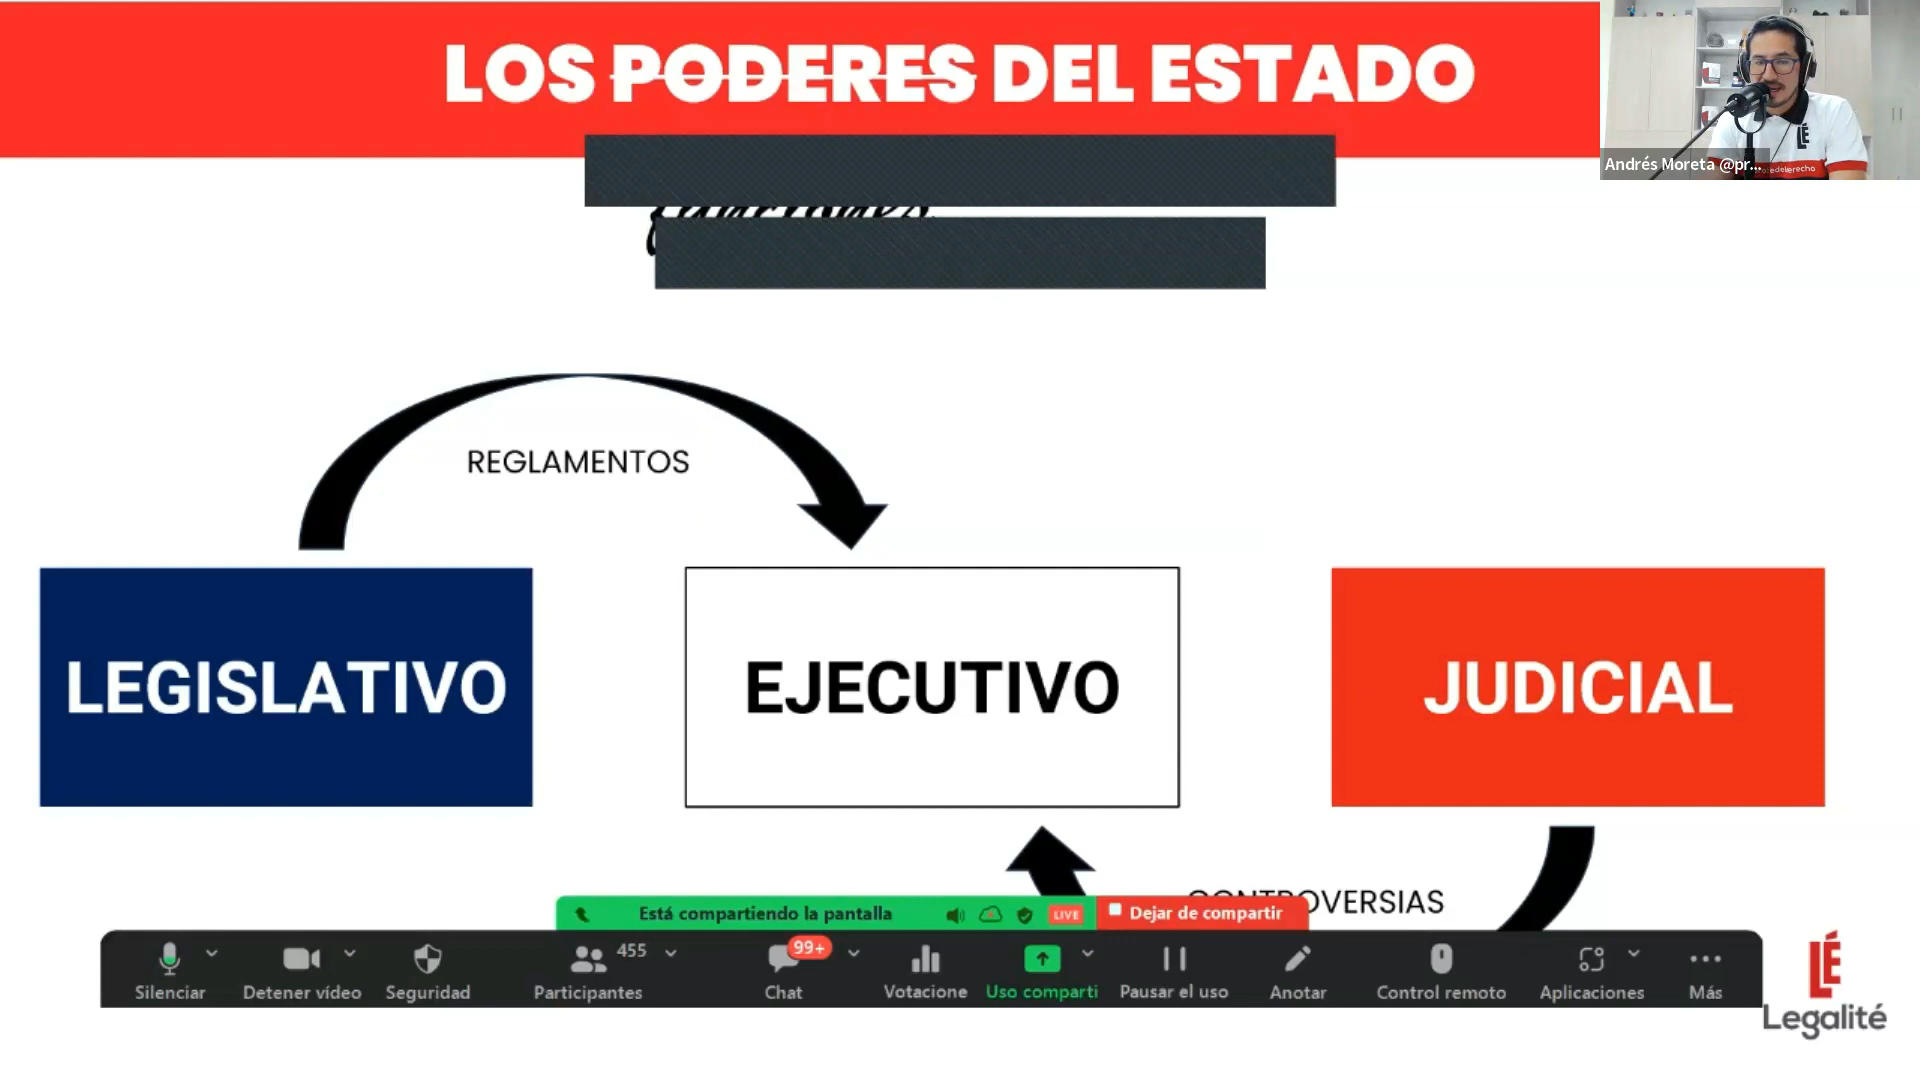 LOS PODERES DEL ESTADO
Andrés Moreta @pr...
LÉ
REGLAMENTOS
LEGISLATIVO
EJECUTIVO
JUDICIAL
CONTROVERSIAS
Está compartiendo la pantalla
LIVE
Dejar de compartir
455
99+
Silenciar
Detener vídeo
Seguridad
Participantes
Chat
Votacione
Uso comparti
Pausar el uso
Anotar
Control remoto
Aplicaciones
Más
LÉ
Legalité